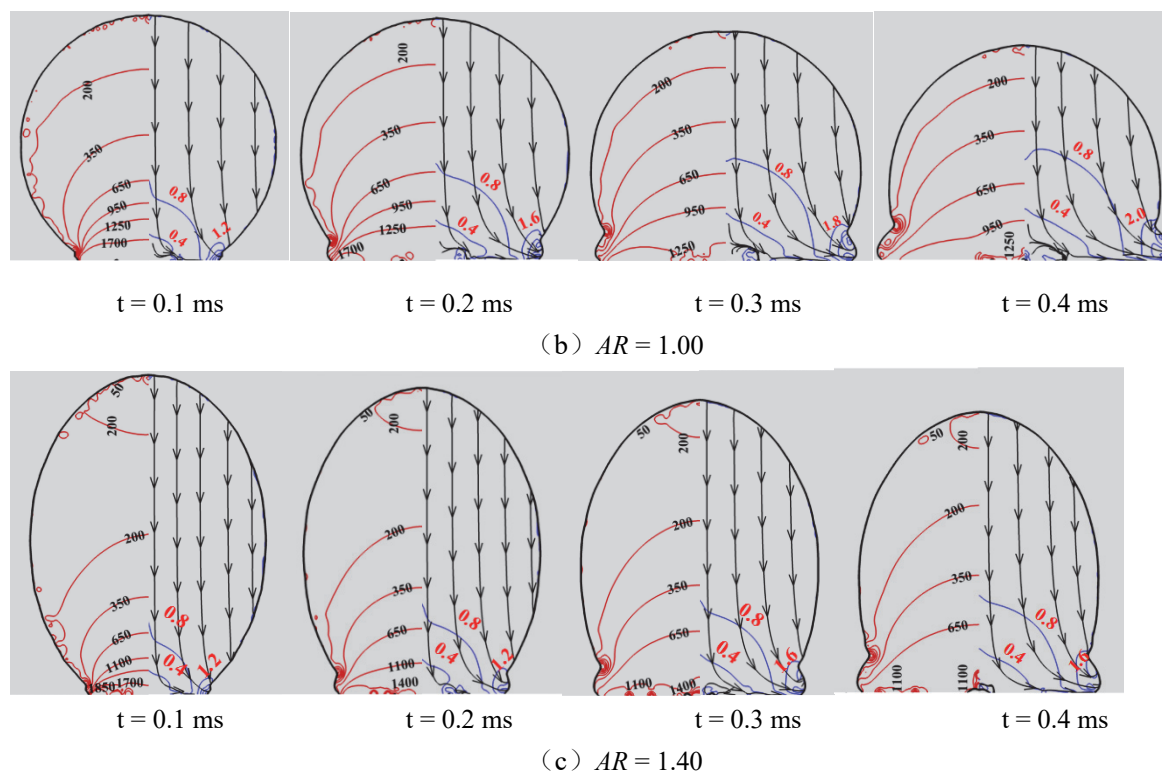 200 350 650 950 1250 1700 0.8 0.4 1.2
200 350 650 950 1250 1700 0.8 0.4 1.6
200 350 650 950 1250 0.8 0.4 1.8
200 350 650 950 1250 0.8 0.4 2.0
t = 0.1 ms t = 0.2 ms t = 0.3 ms t = 0.4 ms
（b）AR = 1.00
50 200 200 350 650 1100 1700 1850 0.8 0.4 1.2
50 200 200 350 650 1100 1400 0.8 0.4 1.2
50 200 200 350 650 1100 1400 0.8 0.4 1.6
50 200 200 350 650 1100 1100 0.8 0.4 1.6
t = 0.1 ms t = 0.2 ms t = 0.3 ms t = 0.4 ms
（c）AR = 1.40